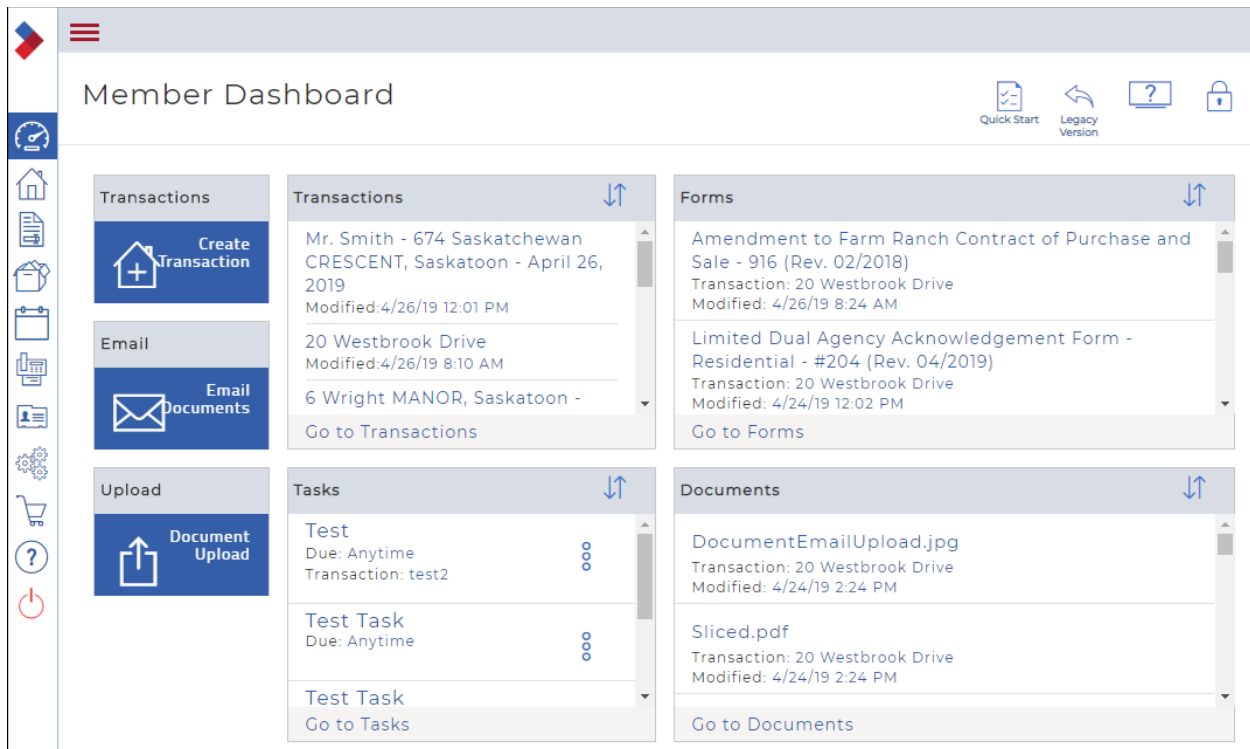 Member Dashboard
Quick Start
Legacy
Version
?
Transactions
Create
Transaction
Email
Email
Documents
Upload
Document
Upload
Transactions
Mr. Smith - 674 Saskatchewan
CRESCENT, Saskatoon - April 26,
2019
Modified:4/26/19 12:01 PM
20 Westbrook Drive
Modified:4/26/19 8:10 AM
6 Wright MANOR, Saskatoon -
Go to Transactions
Forms
Amendment to Farm Ranch Contract of Purchase and
Sale - 916 (Rev. 02/2018)
Transaction: 20 Westbrook Drive
Modified: 4/26/19 8:24 AM
Limited Dual Agency Acknowledgement Form -
Residential - #204 (Rev. 04/2019)
Transaction: 20 Westbrook Drive
Modified: 4/24/19 12:02 PM
Go to Forms
Tasks
Test
Due: Anytime
Transaction: test2
Test Task
Due: Anytime
Test Task
Go to Tasks
Documents
DocumentEmailUpload.jpg
Transaction: 20 Westbrook Drive
Modified: 4/24/19 2:24 PM
Sliced.pdf
Transaction: 20 Westbrook Drive
Modified: 4/24/19 2:24 PM
Go to Documents
?